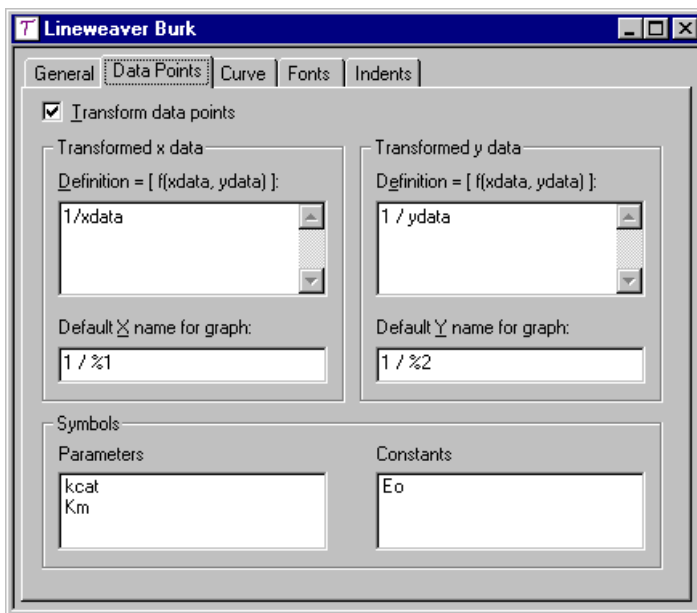 T Lineweaver Burk
General Data Points Curve Fonts Indents
Transform data points
Transformed x data
Definition = [ f(xdata, ydata) ]:
1/xdata
Default X name for graph:
1 / %1
Transformed y data
Definition = [ f(xdata, ydata) ]:
1 / ydata
Default Y name for graph:
1 / %2
Symbols
Parameters
kcat
Km
Constants
Eo